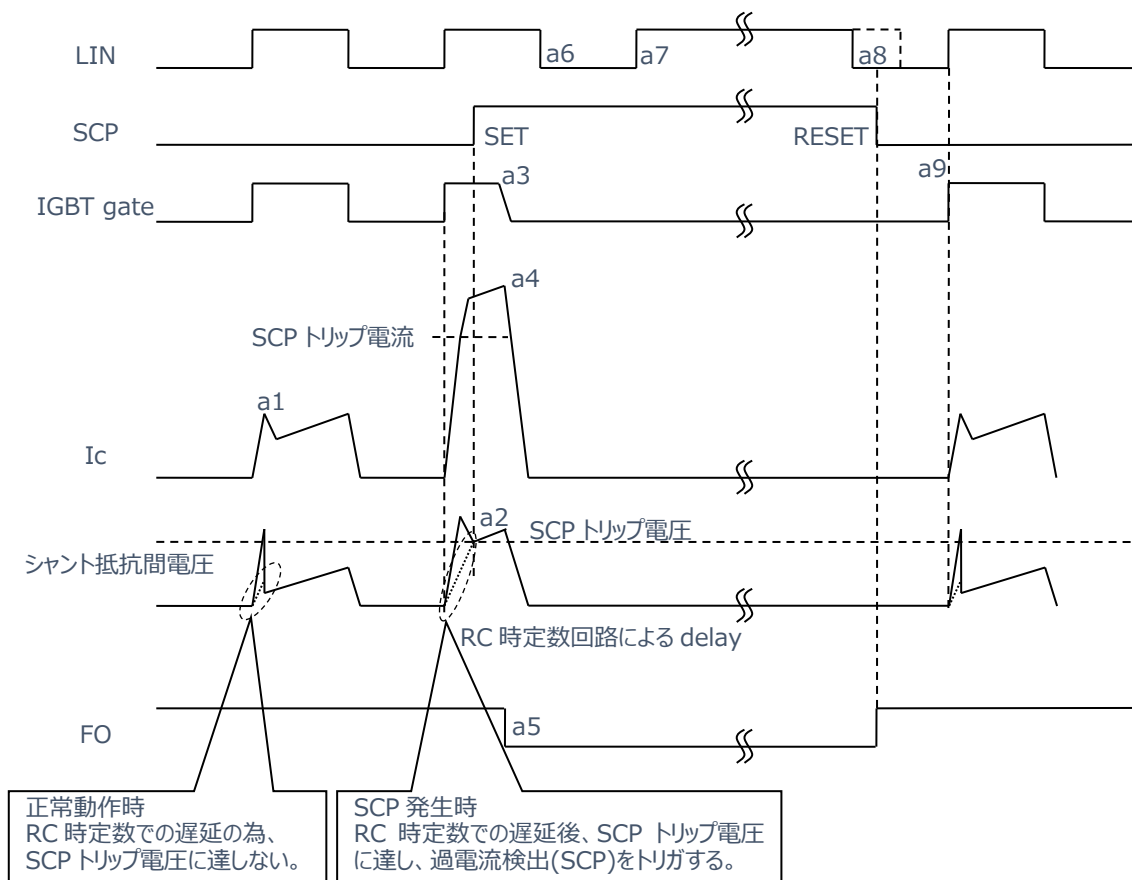 LIN
a6
a7
a8
SCP
SET
RESET
IGBT gate
a3
a9
a4
SCP トリップ電流
a1
Ic
a2
SCP トリップ電圧
シャント抵抗間電圧
RC 時定数回路による delay
FO
a5
正常動作時
RC 時定数での遅延の為、
SCP トリップ電圧に達しない。
SCP 発生時
RC 時定数での遅延後、SCP トリップ電圧
に達し、過電流検出(SCP)をトリガする。